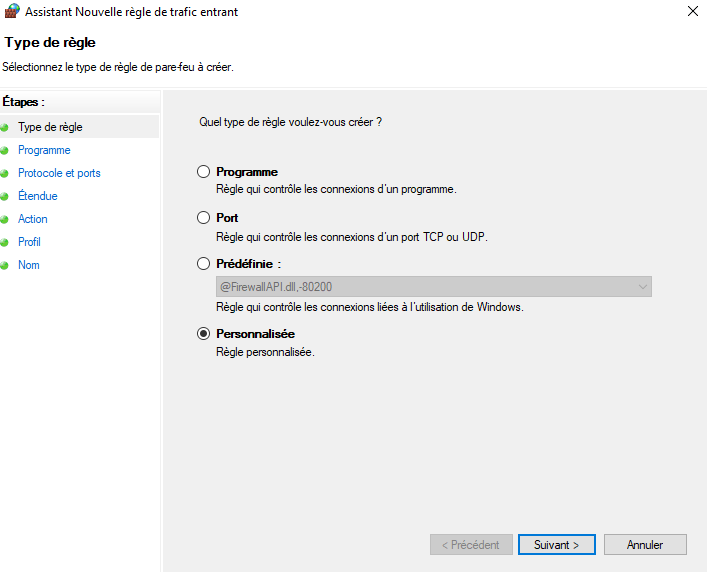 Assistant Nouvelle règle de trafic entrant
Type de règle
Sélectionnez le type de règle de pare-feu à créer.
Étapes :
Type de règle
Programme
Protocole et ports
Étendue
Action
Profil
Nom
Quel type de règle voulez-vous créer ?
Programme
Règle qui contrôle les connexions d'un programme.
Port
Règle qui contrôle les connexions d'un port TCP ou UDP.
Prédéfinie :
@FirewallAPI.dll,-80200
Règle qui contrôle les connexions liées à l'utilisation de Windows.
Personnalisée
Règle personnalisée.
< Précédent
Suivant >
Annuler